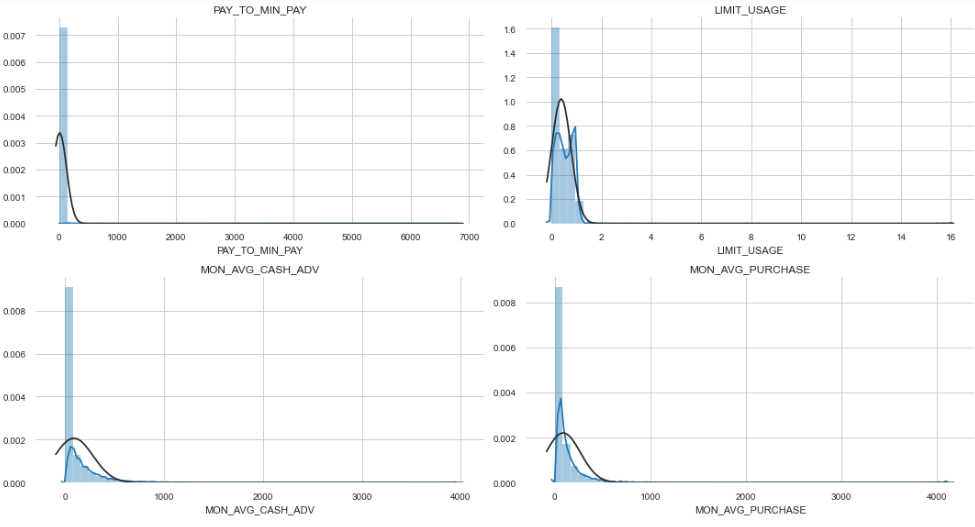 PAY_TO_MIN_PAY
0.007
0.006
0.005
0.004
0.003
0.002
0.001
0.000
0 1000 2000 3000 4000 5000 6000 7000
PAY_TO_MIN_PAY
LIMIT_USAGE
1.6
1.4
1.2
1.0
0.8
0.6
0.4
0.2
0.0
0 2 4 6 8 10 12 14 16
LIMIT_USAGE
MON_AVG_CASH_ADV
0.008
0.006
0.004
0.002
0.000
0 1000 2000 3000 4000
MON_AVG_CASH_ADV
MON_AVG_PURCHASE
0.008
0.006
0.004
0.002
0.000
0 1000 2000 3000 4000
MON_AVG_PURCHASE